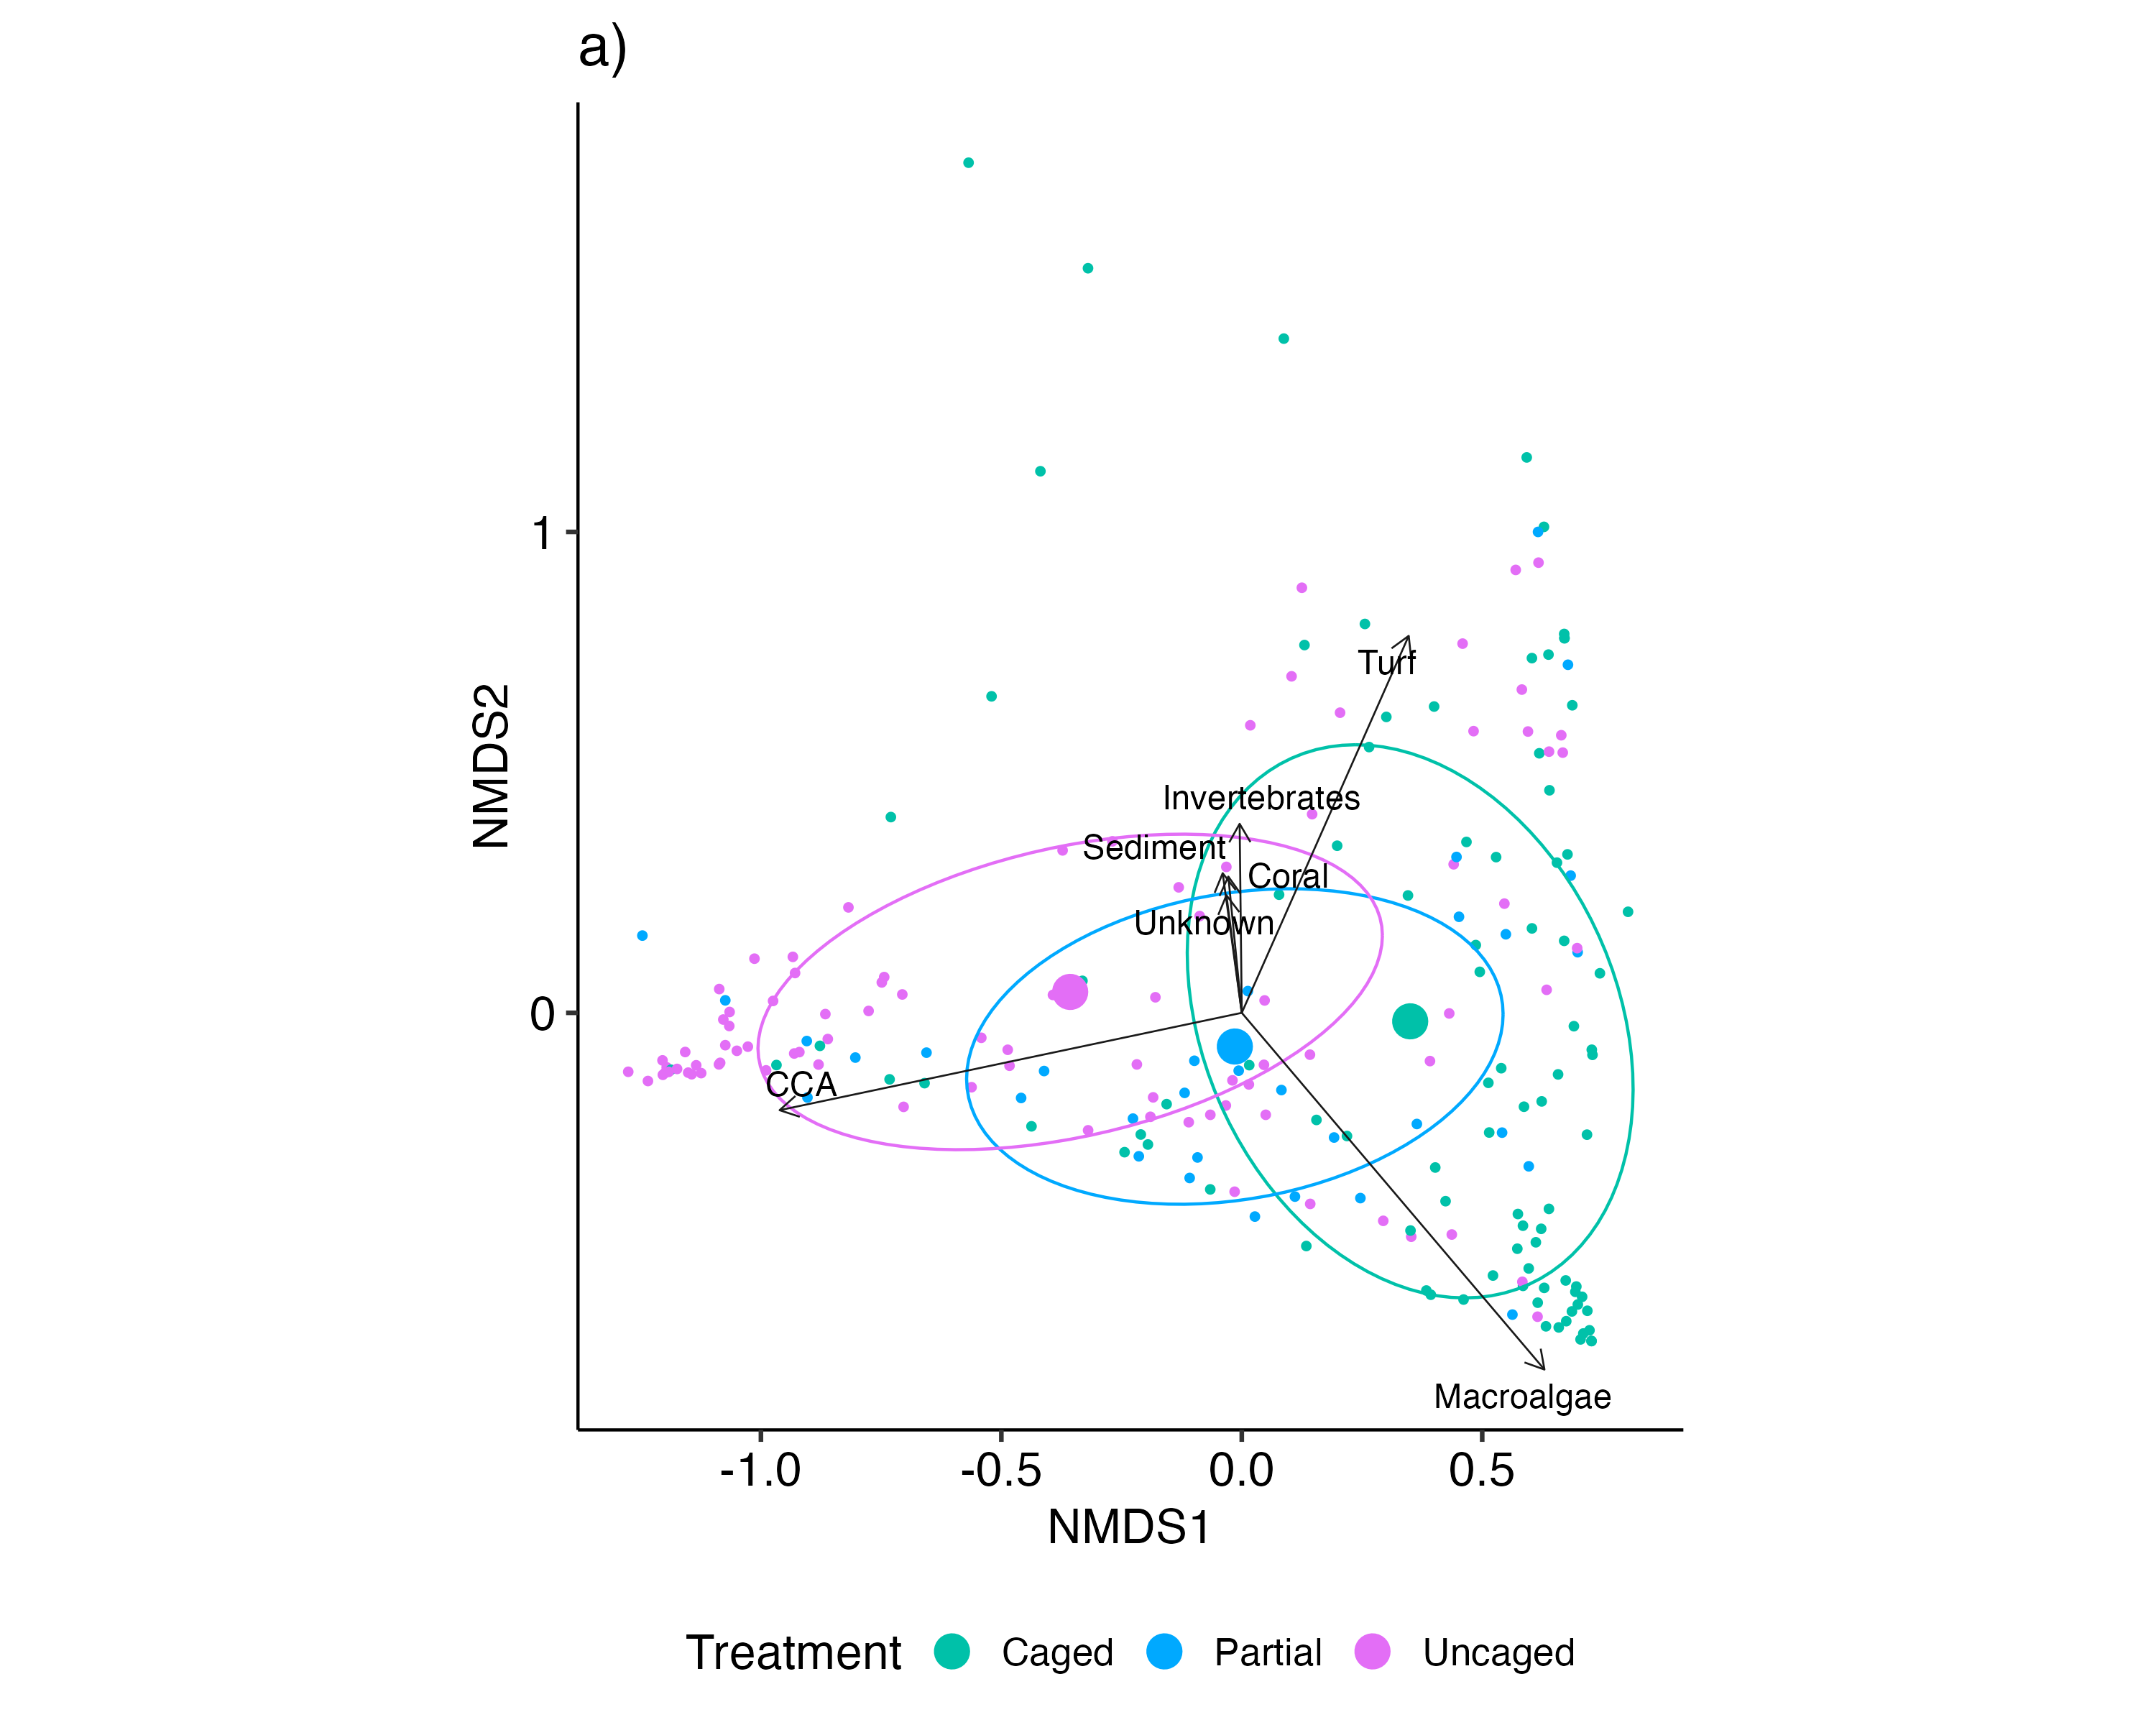 a)
NMDS2
1
0
Turf
Invertebrates
Sediment
Coral
Unknown
CCA
Macroalgae
-1.0 -0.5 0.0 0.5
NMDS1
Treatment Caged Partial Uncaged